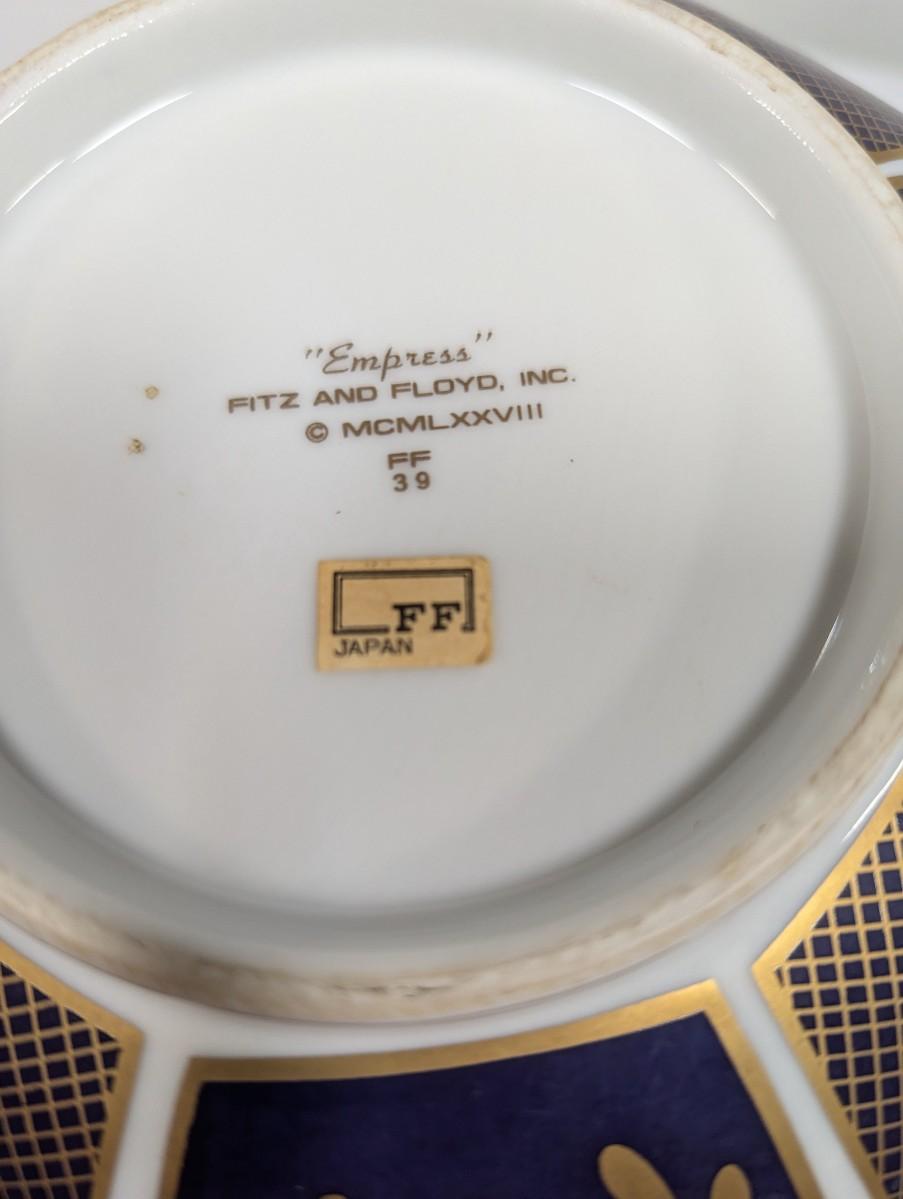 "Empress"
FITZ AND FLOYD, INC.
© MCMLXXVIII
FF
39
FF
JAPAN